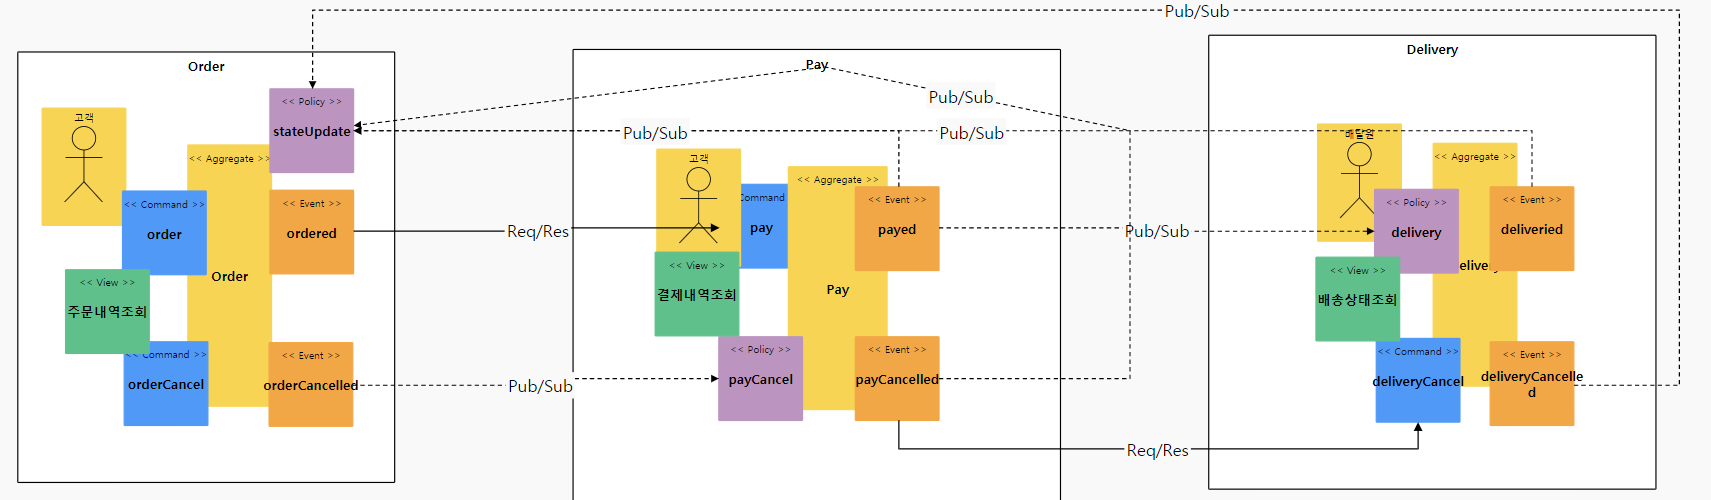 Pub/Sub
Order
고객
<< Policy >>
stateUpdate
<< Aggregate >>
Order
<< Command >>
order
<< Event >>
ordered
<< View >>
주문내역조회
<< Command >>
orderCancel
<< Event >>
orderCancelled
Req/Res
Pub/Sub
Pay
Pub/Sub
Pub/Sub
Pub/Sub
고객
Command
pay
<< Aggregate >>
Pay
<< Event >>
payed
<< View >>
결제내역조회
<< Policy >>
payCancel
<< Event >>
payCancelled
Pub/Sub
Req/Res
Delivery
배달원
<< Aggregate >>
elivery
<< Policy >>
delivery
<< Event >>
deliveried
<< View >>
배송상태조회
<< Command >>
deliveryCancel
<< Event >>
deliveryCancelle
d